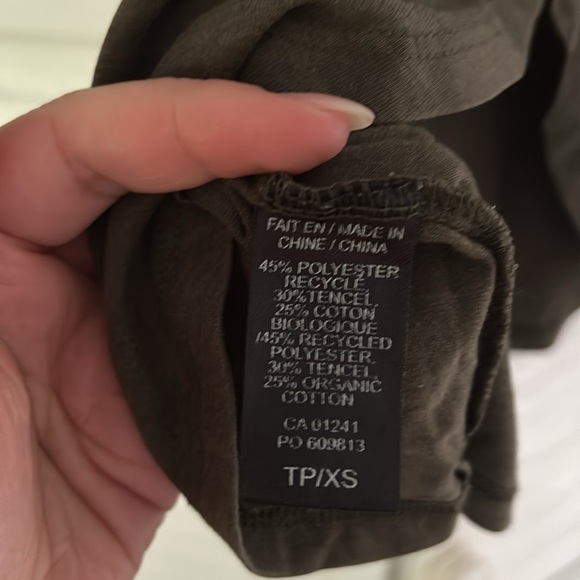 FAIT EN / MADE IN
CHINE / CHINA
45% POLYESTER
RECYCLÉ,
30%TENCEL,
25% COTON
BIOLOGIQUE
/45% RECYCLED
POLYESTER,
30% TENCEL,
25% ORGANIC
COTTON
CA 01241
PO 609813
TP/XS